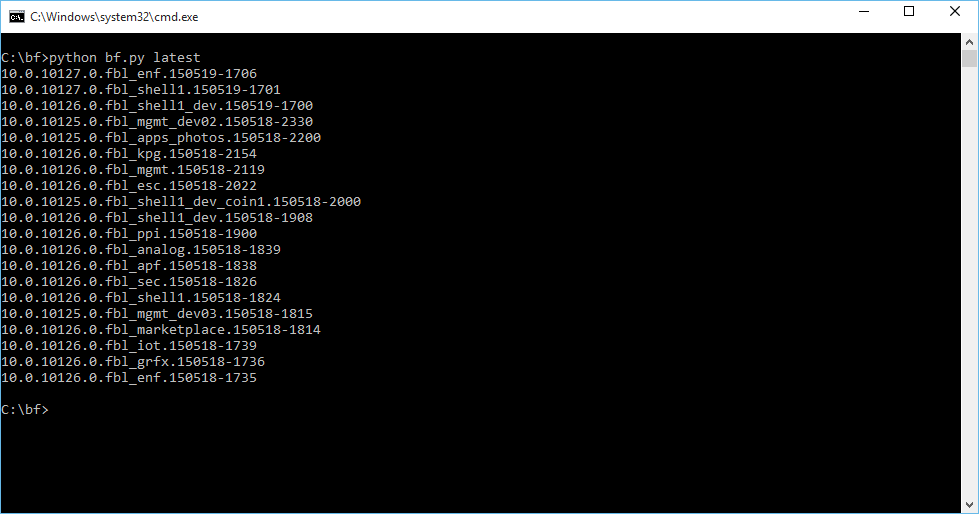 C:\Windows\system32\cmd.exe
C:\bf>python bf.py latest
10.0.10127.0.fbl_enf.150519-1706
10.0.10127.0.fbl_shell1.150519-1701
10.0.10126.0.fbl_shell1_dev.150519-1700
10.0.10125.0.fbl_mgmt_dev02.150518-2330
10.0.10125.0.fbl_apps_photos.150518-2200
10.0.10126.0.fbl_kpg.150518-2154
10.0.10126.0.fbl_mgmt.150518-2119
10.0.10126.0.fbl_esc.150518-2022
10.0.10125.0.fbl_shell1_dev_coin1.150518-2000
10.0.10126.0.fbl_shell1_dev.150518-1908
10.0.10126.0.fbl_ppi.150518-1900
10.0.10126.0.fbl_analog.150518-1839
10.0.10126.0.fbl_apf.150518-1838
10.0.10126.0.fbl_sec.150518-1826
10.0.10126.0.fbl_shell1.150518-1824
10.0.10125.0.fbl_mgmt_dev03.150518-1815
10.0.10126.0.fbl_marketplace.150518-1814
10.0.10126.0.fbl_iot.150518-1739
10.0.10126.0.fbl_grfx.150518-1736
10.0.10126.0.fbl_enf.150518-1735
C:\bf>